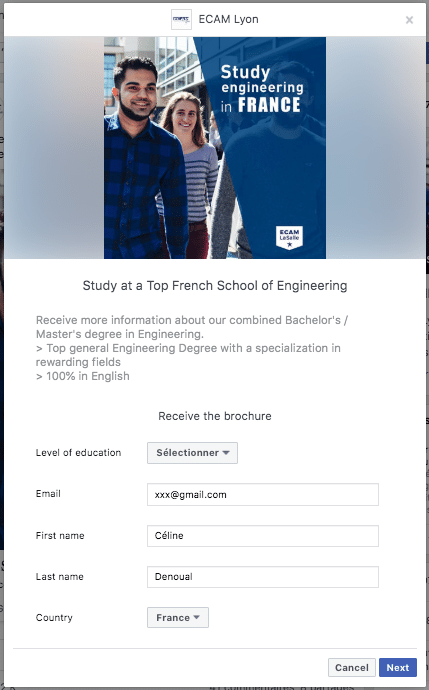 ECAM Lyon
×
Study
engineering
in FRANCE
ECAM
LaSalle
Study at a Top French School of Engineering
Receive more information about our combined Bachelor's /
Master's degree in Engineering.
> Top general Engineering Degree with a specialization in
rewarding fields
> 100% in English
Receive the brochure
Level of education Sélectionner
Email xxx@gmail.com
First name Céline
Last name Denoual
Country France
Cancel Next